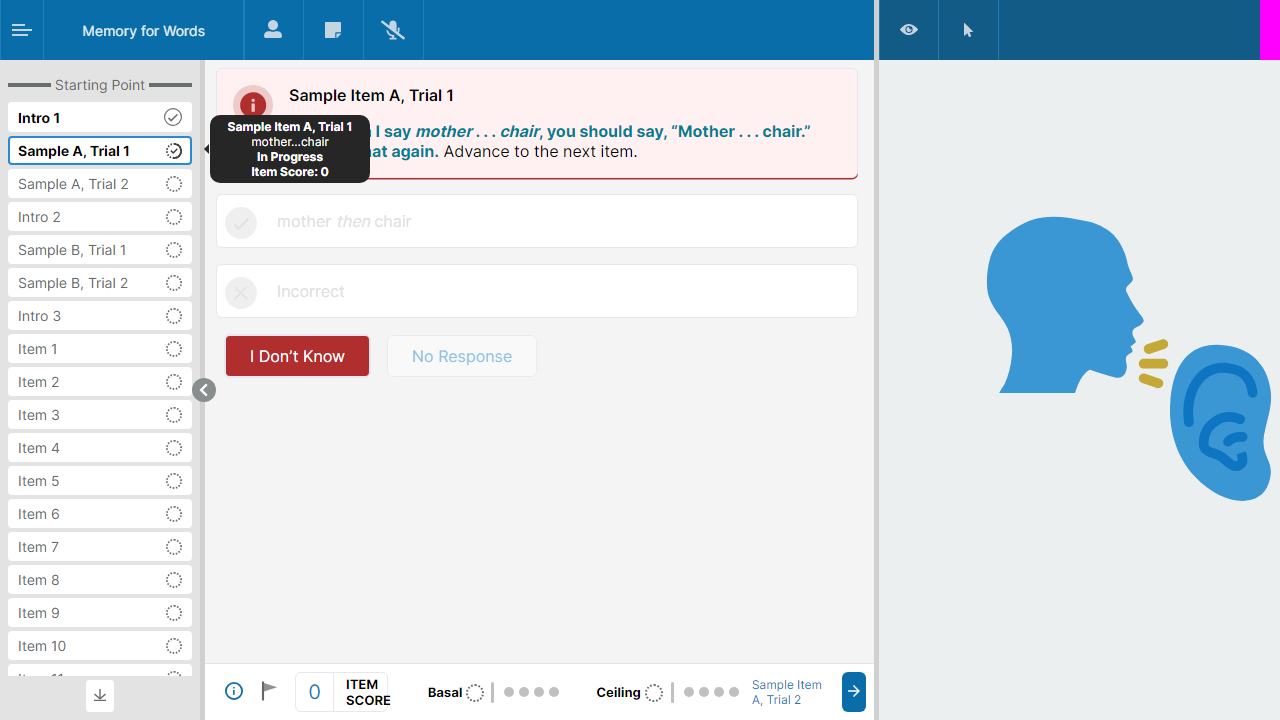 Memory for Words
Starting Point
Intro 1
Sample A, Trial 1
Sample A, Trial 2
Intro 2
Sample B, Trial 1
Sample B, Trial 2
Intro 3
Item 1
Item 2
Item 3
Item 4
Item 5
Item 6
Item 7
Item 8
Item 9
Item 10
Sample Item A, Trial 1
I say mother . . . chair, you should say, “Mother . . . chair.”
again. Advance to the next item.
Sample Item A, Trial 1
mother...chair
In Progress
Item Score: 0
mother then chair
Incorrect
I Don’t Know
No Response
0
ITEM
SCORE
Basal
Ceiling
Sample Item
A, Trial 2